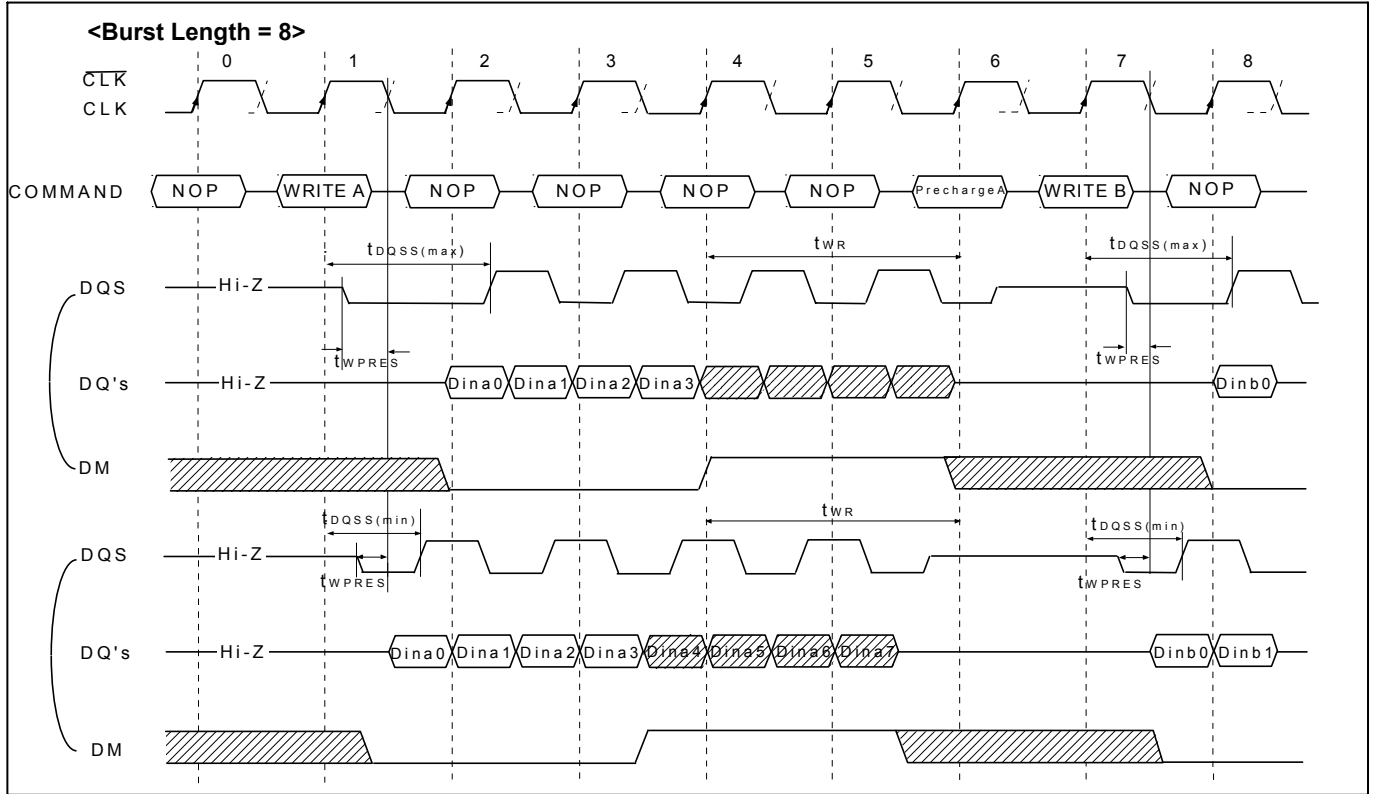 <Burst Length = 8>
0 1 2 3 4 5 6 7 8
CLK
CLK
COMMAND NOP WRITE A NOP NOP NOP NOP PrechargeA WRITE B NOP
tDQSS(max) tWR tDQSS(max)
DQS Hi-Z
tWPRES tWPRES
DQ's Hi-Z Dina0 Dina1 Dina2 Dina3 Dinb0
DM
tDQSS(min) tWR tDQSS(min)
DQS Hi-Z
tWPRES tWPRES
DQ's Hi-Z Dina0 Dina1 Dina2 Dina3 Dina4 Dina5 Dina6 Dina7 Dinb0 Dinb1
DM